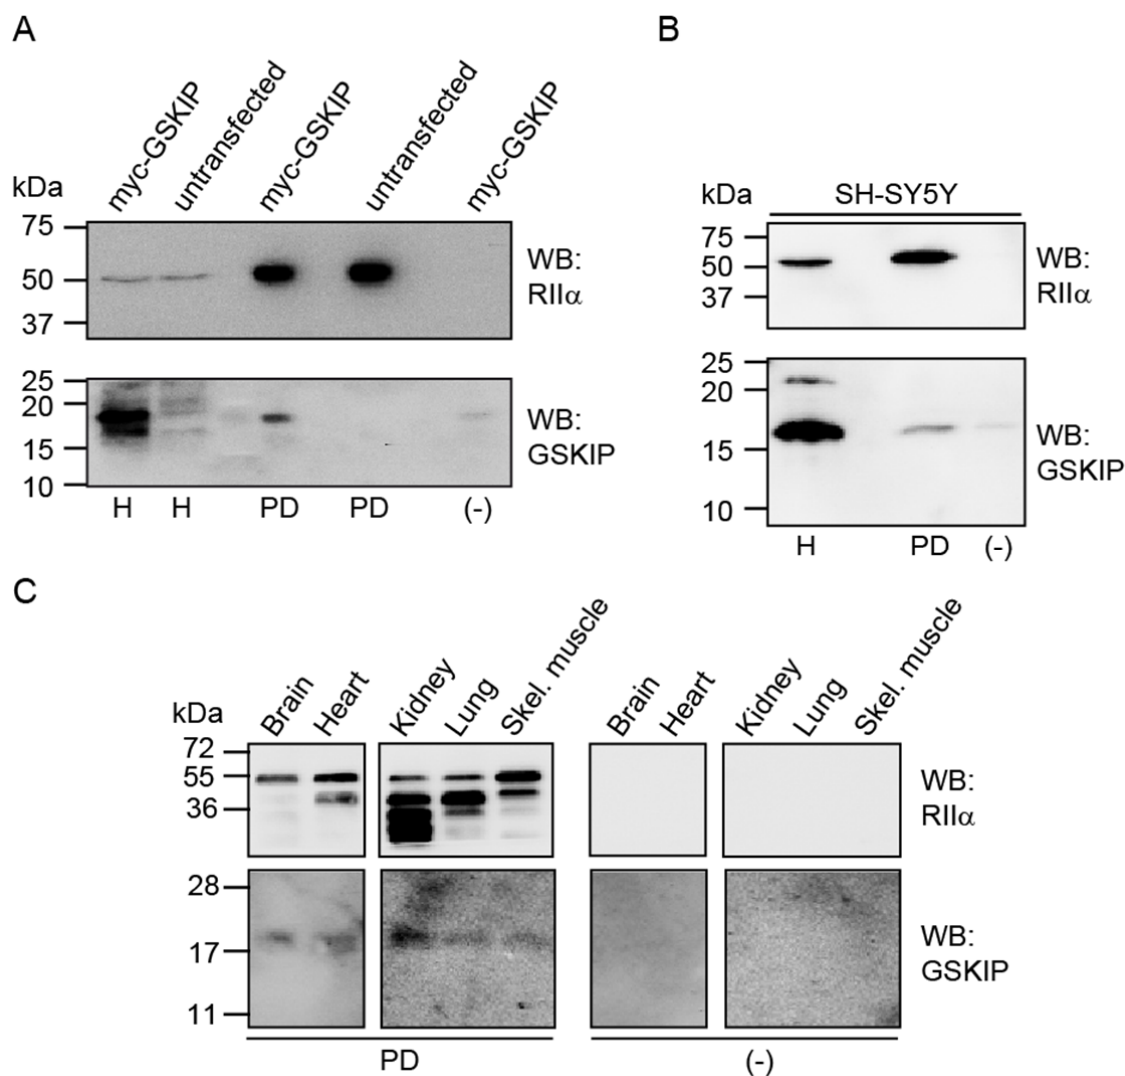 A
myc-GSKIP
untransfected
myc-GSKIP
untransfected
myc-GSKIP
kDa
75
50
37
WB:
RIIα
25
20
15
10
WB:
GSKIP
H H PD PD (-)
B
kDa
SH-SY5Y
75
50
37
WB:
RIIα
25
20
15
10
WB:
GSKIP
H PD (-)
C
kDa
Brain
Heart
Kidney
Lung
Skel. muscle
Brain
Heart
Kidney
Lung
Skel. muscle
72
55
36
WB:
RIIα
28
17
11
WB:
GSKIP
PD (-)